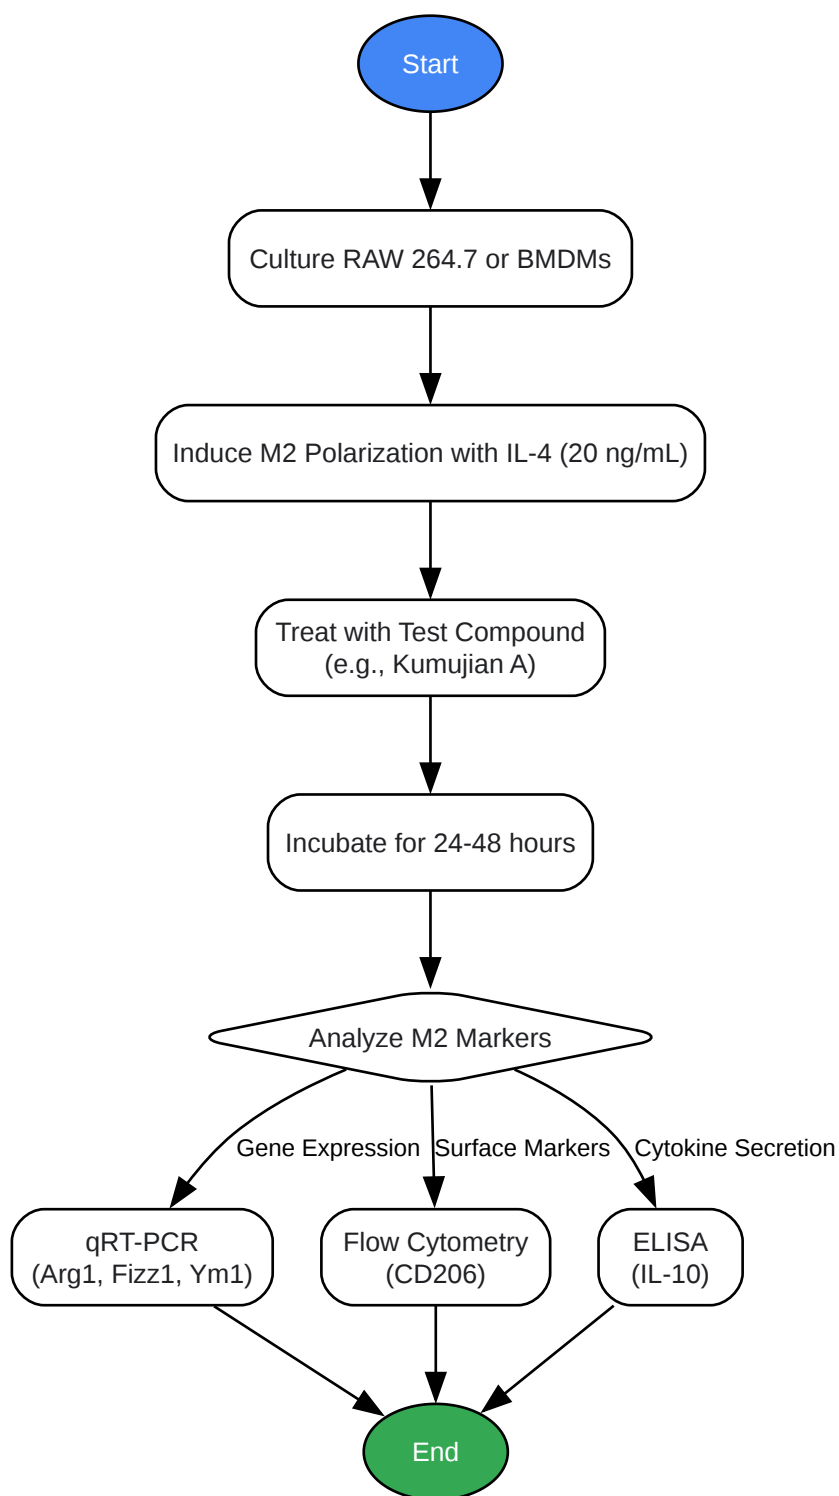 Start
Culture RAW 264.7 or BMDMs
Induce M2 Polarization with IL-4 (20 ng/mL)
Treat with Test Compound
(e.g., Kumujian A)
Incubate for 24-48 hours
Analyze M2 Markers
Gene Expression
Surface Markers
Cytokine Secretion
qRT-PCR
(Arg1, Fizz1, Ym1)
Flow Cytometry
(CD206)
ELISA
(IL-10)
End